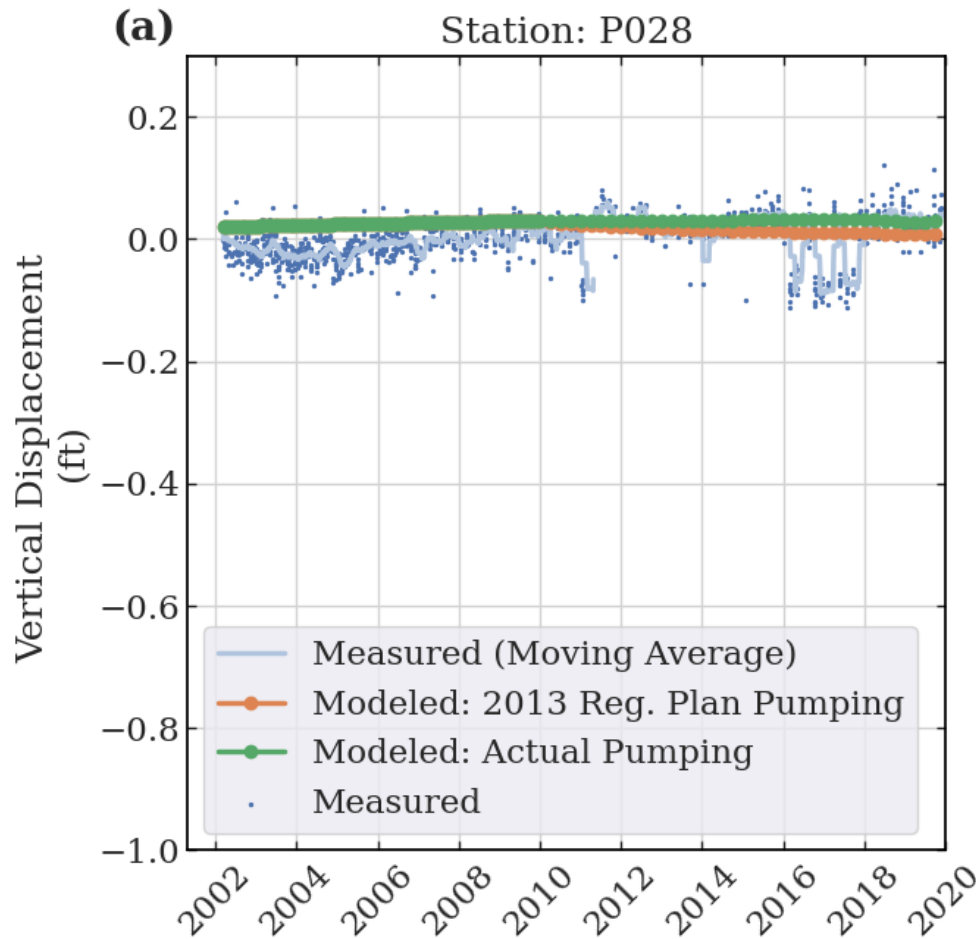 (a)
Station: P028
0.2
0.0
−0.2
−0.4
−0.6
−0.8
−1.0
Vertical Displacement
(ft)
Measured (Moving Average)
Modeled: 2013 Reg. Plan Pumping
Modeled: Actual Pumping
Measured
2002
2004
2006
2008
2010
2012
2014
2016
2018
2020